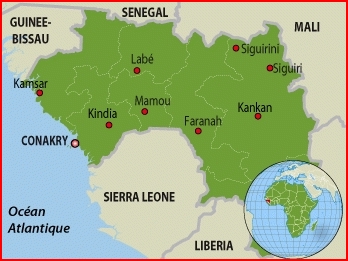 GUINEE-
BISSAU
SENEGAL
MALI
Siguirini
Labé
Siguiri
Kamsar
Mamou
Kindia
Kankan
Faranah
CONAKRY
SIERRA LEONE
Océan
Atlantique
LIBERIA